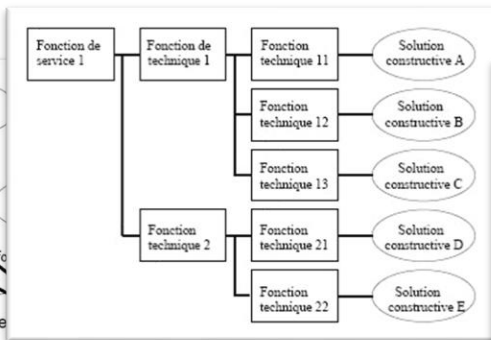 Fonction de
service 1
Fonction de
technique 1
Fonction
technique 11
Solution
constructive A
Fonction
technique 12
Solution
constructive B
Fonction
technique 13
Solution
constructive C
Fonction
technique 2
Fonction
technique 21
Solution
constructive D
Fonction
technique 22
Solution
constructive E